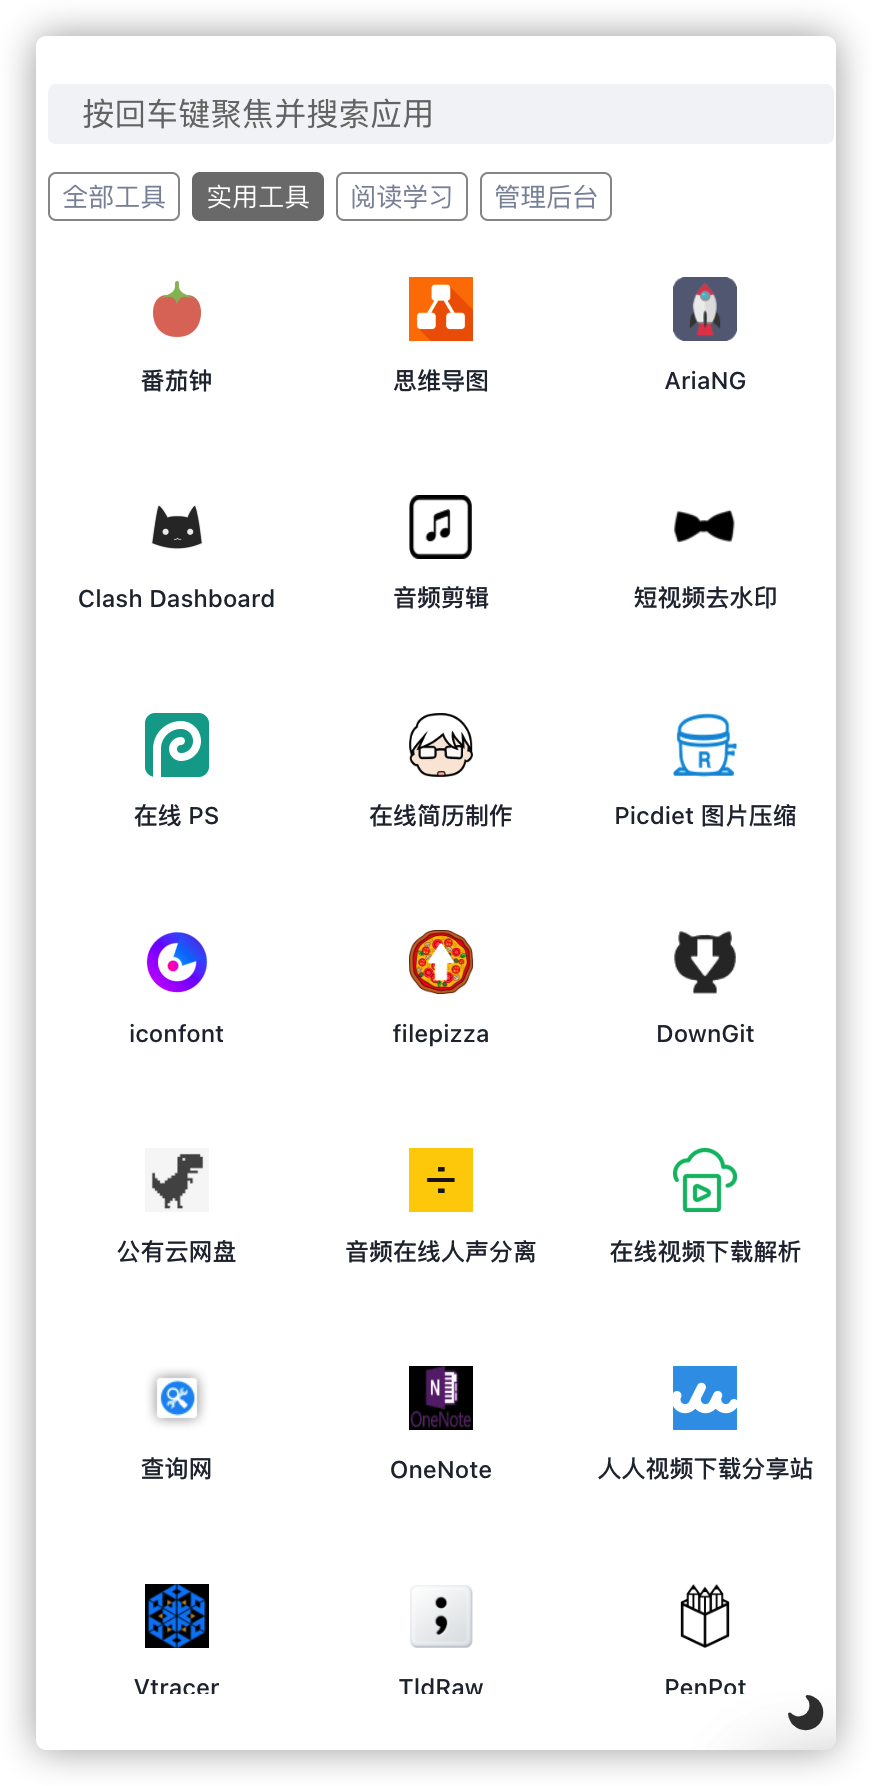 按回车键聚焦并搜索应用
全部工具 实用工具 阅读学习 管理后台
番茄钟 思维导图 AriaNG
Clash Dashboard 音频剪辑 短视频去水印
R
在线 PS 在线简历制作 Picdiet 图片压缩
iconfont filepizza DownGit
公有云网盘 音频在线人声分离 在线视频下载解析
N
OneNote
查询网 OneNote 人人视频下载分享站
Vtracer TldRaw PenPot